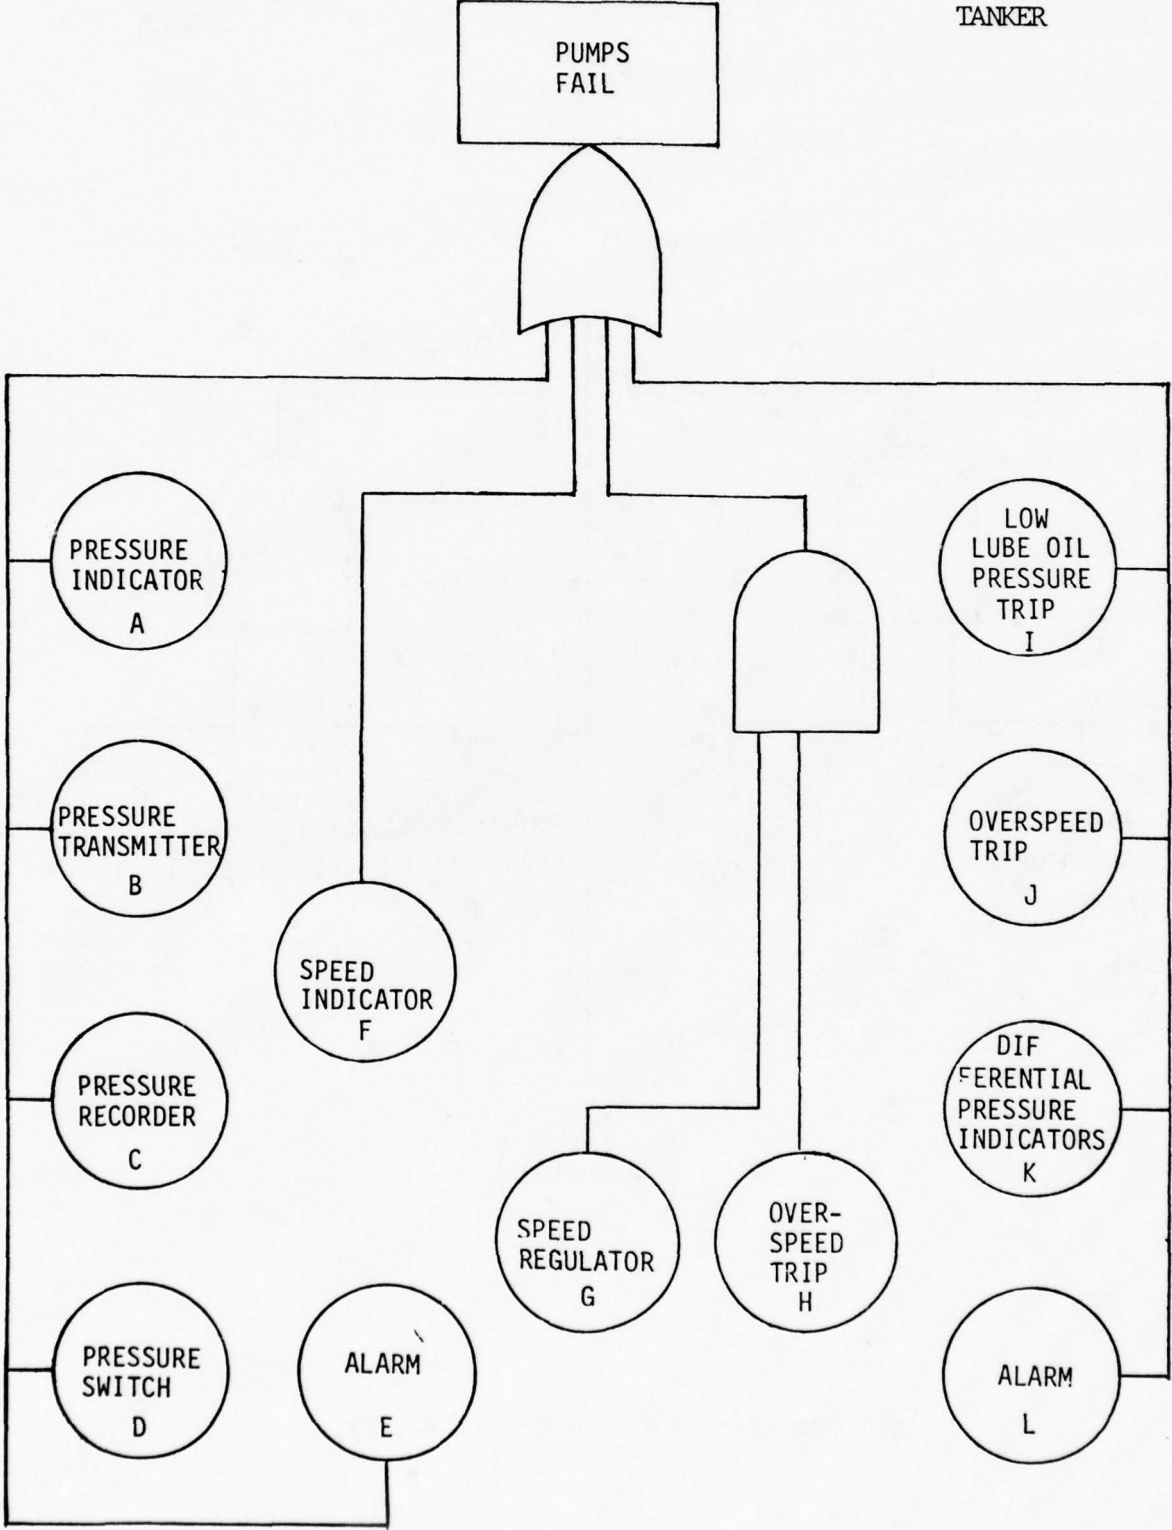 TANKER
PUMPS
FAIL
PRESSURE
INDICATOR
A
LOW
LUBE OIL
PRESSURE
TRIP
I
PRESSURE
TRANSMITTER
B
OVERSPEED
TRIP
J
SPEED
INDICATOR
F
PRESSURE
RECORDER
C
DIF
FERENTIAL
PRESSURE
INDICATORS
K
SPEED
REGULATOR
G
OVER-
SPEED
TRIP
H
PRESSURE
SWITCH
D
ALARM
E
ALARM
L